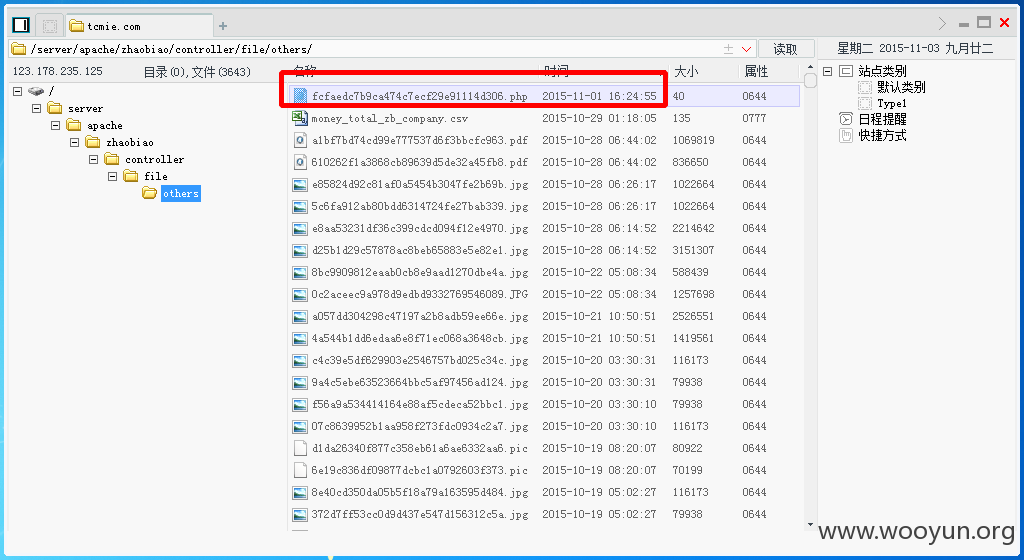 tcmie.com
/server/apache/zhaobiao/controller/file/others/ 读取 星期二 2015-11-03 九月廿二
123.178.235.125 目录(0),文件(3643) 名称 时间 大小 属性
/
server
apache
zhaobiao
controller
file
others
fcfaedc7b9ca474c7ecf29e91114d306.php 2015-11-01 16:24:55 40 0644
money_total_zb_company.csv 2015-10-29 01:18:05 135 0777
a1bf7bd74cd99e777537d6f3bbcfc963.pdf 2015-10-28 06:44:02 1069819 0644
610262f1a3868cb89639d5de32a45fb8.pdf 2015-10-28 06:44:02 836650 0644
e85824d92c81af0a5454b3047fe2b69b.jpg 2015-10-28 06:26:17 1022664 0644
5c6fa912ab80bdd6314724fe27bab339.jpg 2015-10-28 06:26:17 1022664 0644
e8aa53231df36c399cdcd094f12e4970.jpg 2015-10-28 06:14:52 2214642 0644
d25b1d29c57878ac8beb65883e5e82e1.jpg 2015-10-28 06:14:52 3151307 0644
8bc9909812eaab0cb8e9aad1270dbe4a.jpg 2015-10-22 05:08:34 588439 0644
0c2aceec9a978d9edbd9332769546089.JPG 2015-10-22 05:08:34 1257698 0644
a057dd304298c47197a2b8adb59ee66e.jpg 2015-10-21 10:50:51 2526551 0644
4a544b1dd6edaa6e8f71ec068a3648cb.jpg 2015-10-21 10:50:51 1419561 0644
c4c39e5df629903e2546757bd025c34c.jpg 2015-10-20 03:30:31 116173 0644
9a4c5ebe63523664bbc5af97456ad124.jpg 2015-10-20 03:30:31 79938 0644
f56a9a534414164e88af5cdeca52bbc1.jpg 2015-10-20 03:30:10 79938 0644
07c8639952b1aa958f273fdc0934c2a7.jpg 2015-10-20 03:30:10 116173 0644
d1da26340f877c358eb61a6ae6332aa6.pic 2015-10-19 08:20:07 80922 0644
6e19c836df09877dcbc1a0792603f373.pic 2015-10-19 08:20:07 70199 0644
8e40cd350da05b5f18a79a163595d484.jpg 2015-10-19 05:02:27 116173 0644
372d7ff53cc0d9d437e547d156312c5a.jpg 2015-10-19 05:02:27 79938 0644
站点类别
默认类别
Type1
日程提醒
快捷方式
www.wooyun.org